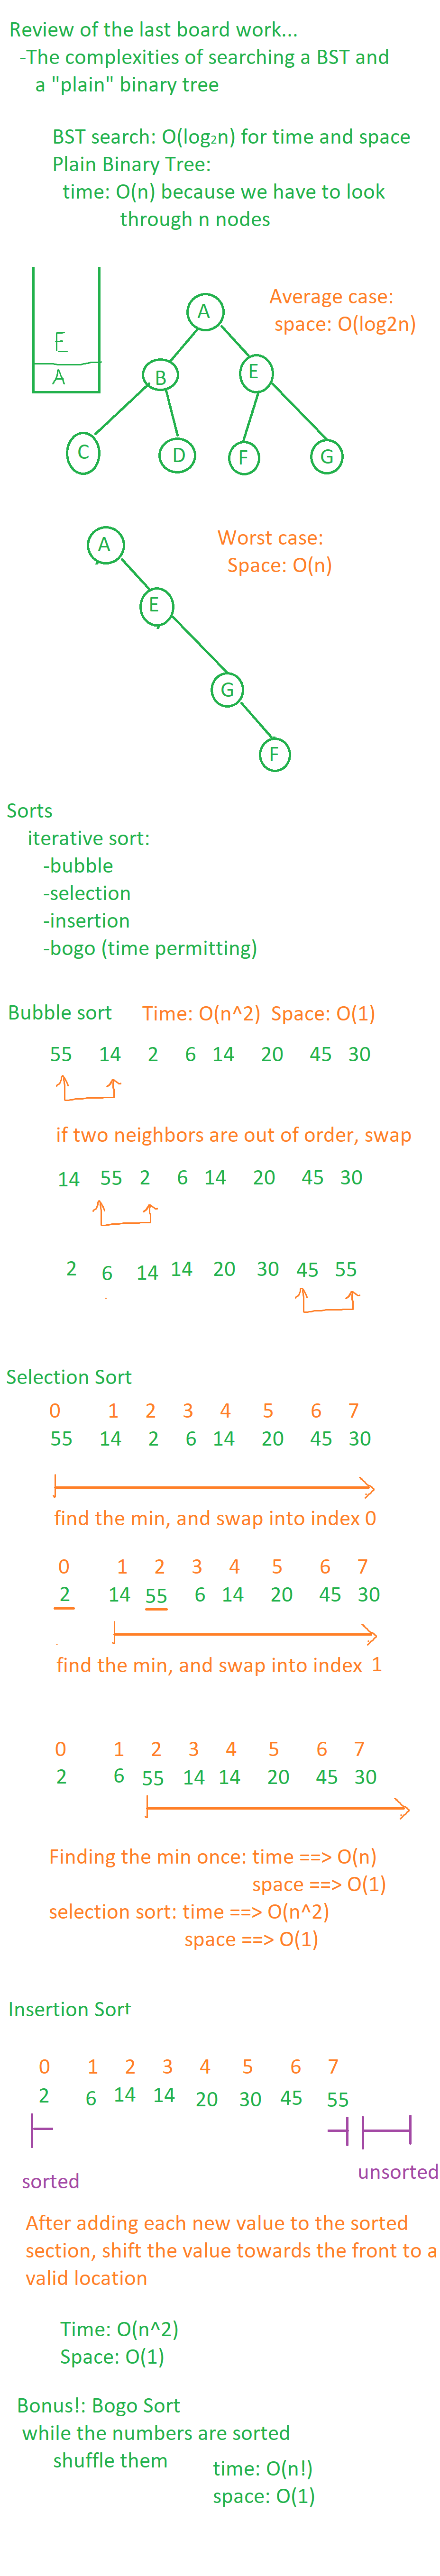 Review of the last board work...
-The complexities of searching a BST and
a "plain" binary tree
BST search: O(log₂n) for time and space
Plain Binary Tree:
time: O(n) because we have to look
through n nodes
Average case:
space: O(log2n)
E
A
A
B
E
C
D
F
G
Worst case:
Space: O(n)
A
E
G
F
Sorts
iterative sort:
-bubble
-selection
-insertion
-bogo (time permitting)
Bubble sort Time: O(n^2) Space: O(1)
55 14 2 6 14 20 45 30
if two neighbors are out of order, swap
14 55 2 6 14 20 45 30
2 6 14 14 20 30 45 55
Selection Sort
0 1 2 3 4 5 6 7
55 14 2 6 14 20 45 30
find the min, and swap into index 0
0 1 2 3 4 5 6 7
2 14 55 6 14 20 45 30
find the min, and swap into index 1
0 1 2 3 4 5 6 7
2 6 55 14 14 20 45 30
Finding the min once: time ==> O(n)
space ==> O(1)
selection sort: time ==> O(n^2)
space ==> O(1)
Insertion Sort
0 1 2 3 4 5 6 7
2 6 14 14 20 30 45 55
sorted
unsorted
After adding each new value to the sorted
section, shift the value towards the front to a
valid location
Time: O(n^2)
Space: O(1)
Bonus!: Bogo Sort
while the numbers are sorted
shuffle them
time: O(n!)
space: O(1)